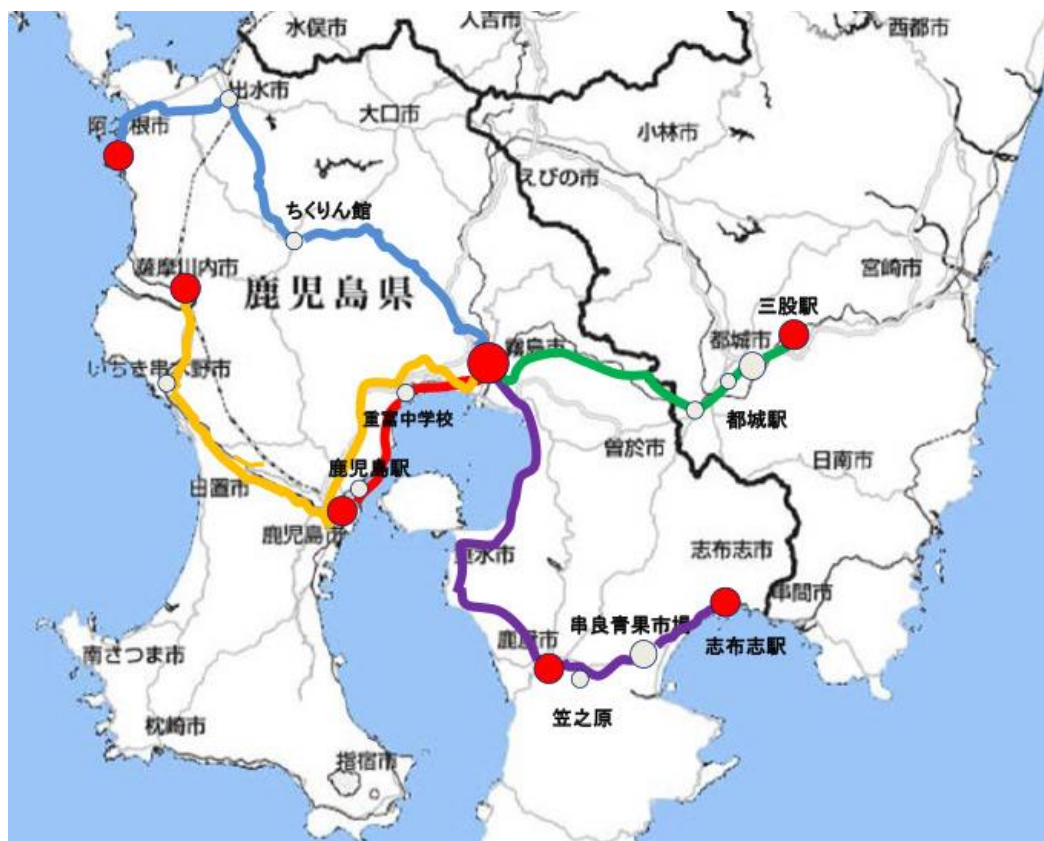 水俣市
人吉市
西都市
出水市
大口市
阿久根市
小林市
えびの市
ちくりん館
薩摩川内市
鹿児島県
宮崎市
三股駅
霧島市
都城市
いちき串木野市
重富中学校
都城駅
曽於市
鹿児島駅
日置市
日南市
鹿児島市
垂水市
志布志市
串間市
串良青果市場
鹿屋市
志布志駅
南さつま市
笠之原
枕崎市
指宿市